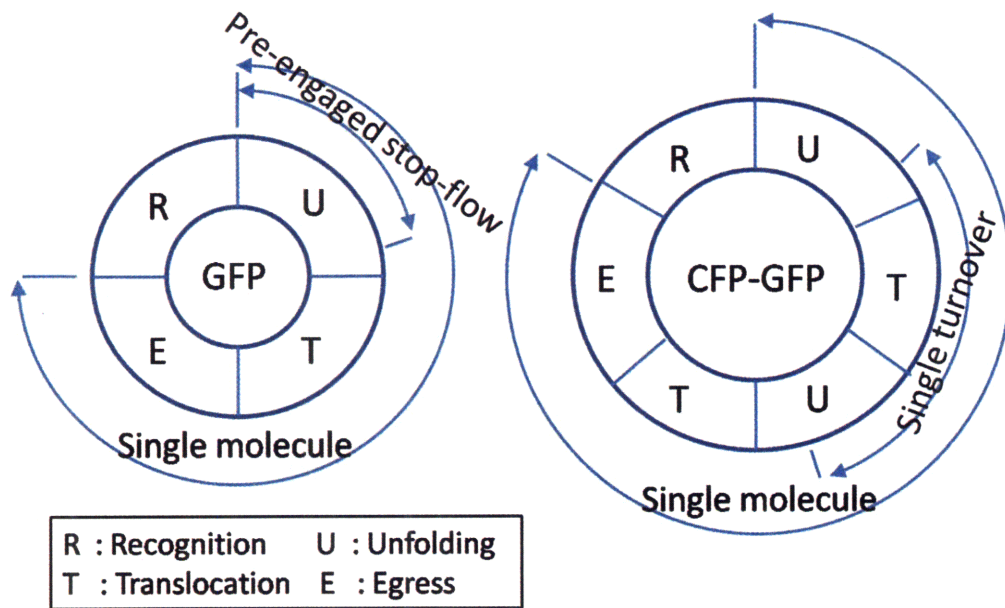 Pre-engaged stop-flow
R
U
GFP
E
T
Single molecule
R
U
E
CFP-GFP
T
T
U
Single turnover
Single molecule
R : Recognition U : Unfolding
T : Translocation E : Egress